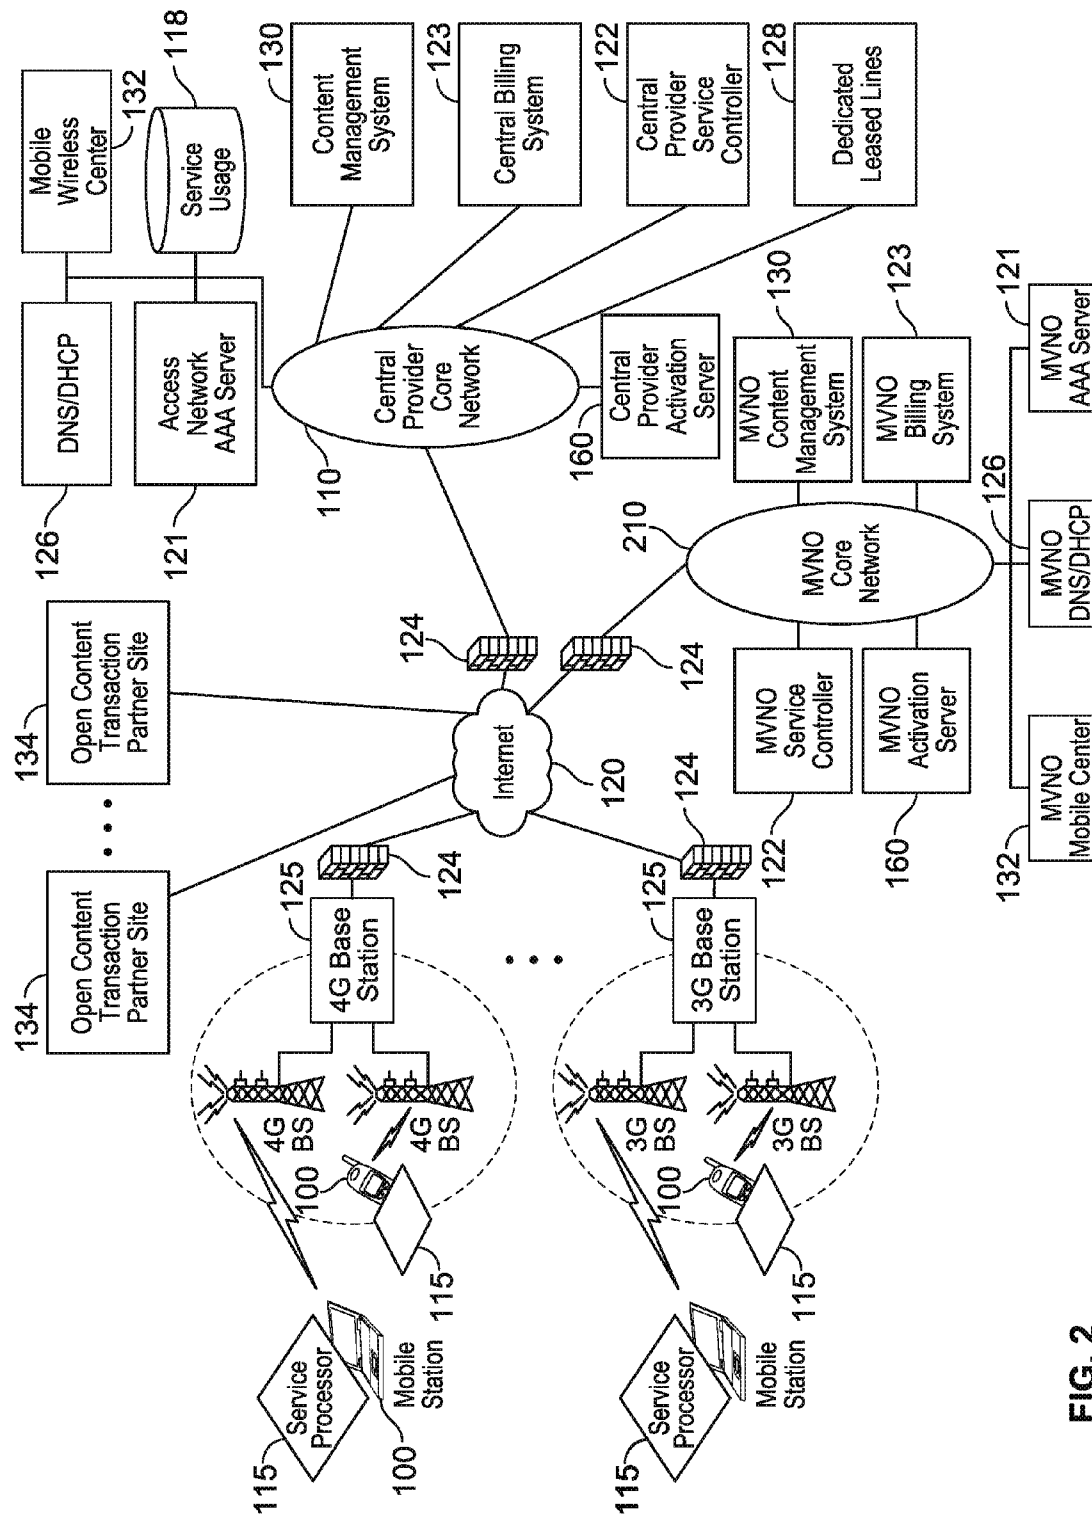 Mobile
Wireless
Center
132
118
Service
Usage
DNS/DHCP
126
Access
Network
AAA Server
121
130
Content
Management
System
123
Central Billing
System
122
Central
Provider
Service
Controller
128
Dedicated
Leased Lines
Central
Provider
Core
Network
110
Central
Provider
Activation
Server
160
134
Open Content
Transaction
Partner Site
134
Open Content
Transaction
Partner Site
124
124
Internet
120
210
MVNO
Core
Network
MVNO
Content
Management
System
130
MVNO
Billing
System
123
MVNO
Service
Controller
122
MVNO
Activation
Server
160
MVNO
AAA Server
121
MVNO
DNS/DHCP
126
MVNO
Mobile Center
132
124
125
4G Base
Station
4G
BS
4G
BS
100
115
Service
Processor
115
Mobile
Station
100
124
125
3G Base
Station
3G
BS
3G
BS
100
115
Service
Processor
115
Mobile
Station
FIG. 2